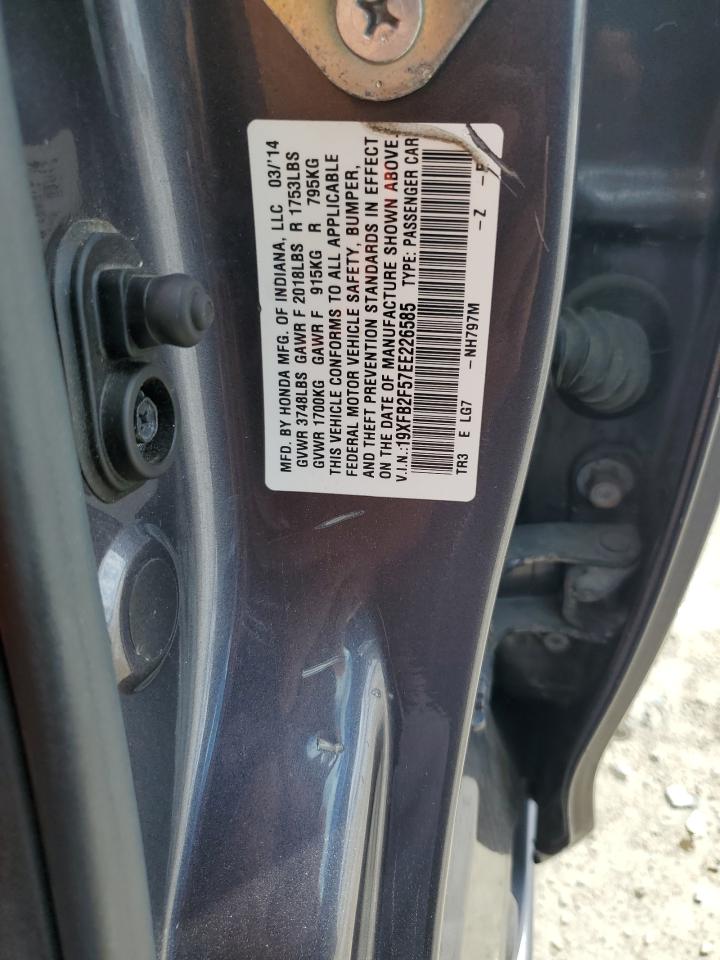 MFD. BY HONDA MFG. OF INDIANA, LLC 03/'14
GVWR 3748LBS GAWR F 2018LBS R 1753LBS
GVWR 1700KG GAWR F 915KG R 795KG
THIS VEHICLE CONFORMS TO ALL APPLICABLE
FEDERAL MOTOR VEHICLE SAFETY, BUMPER,
AND THEFT PREVENTION STANDARDS IN EFFECT
ON THE DATE OF MANUFACTURE SHOWN ABOVE.
V.I.N.:19XFB2F57EE226585 TYPE: PASSENGER CAR
TR3 E LG7 -NH797M -Z